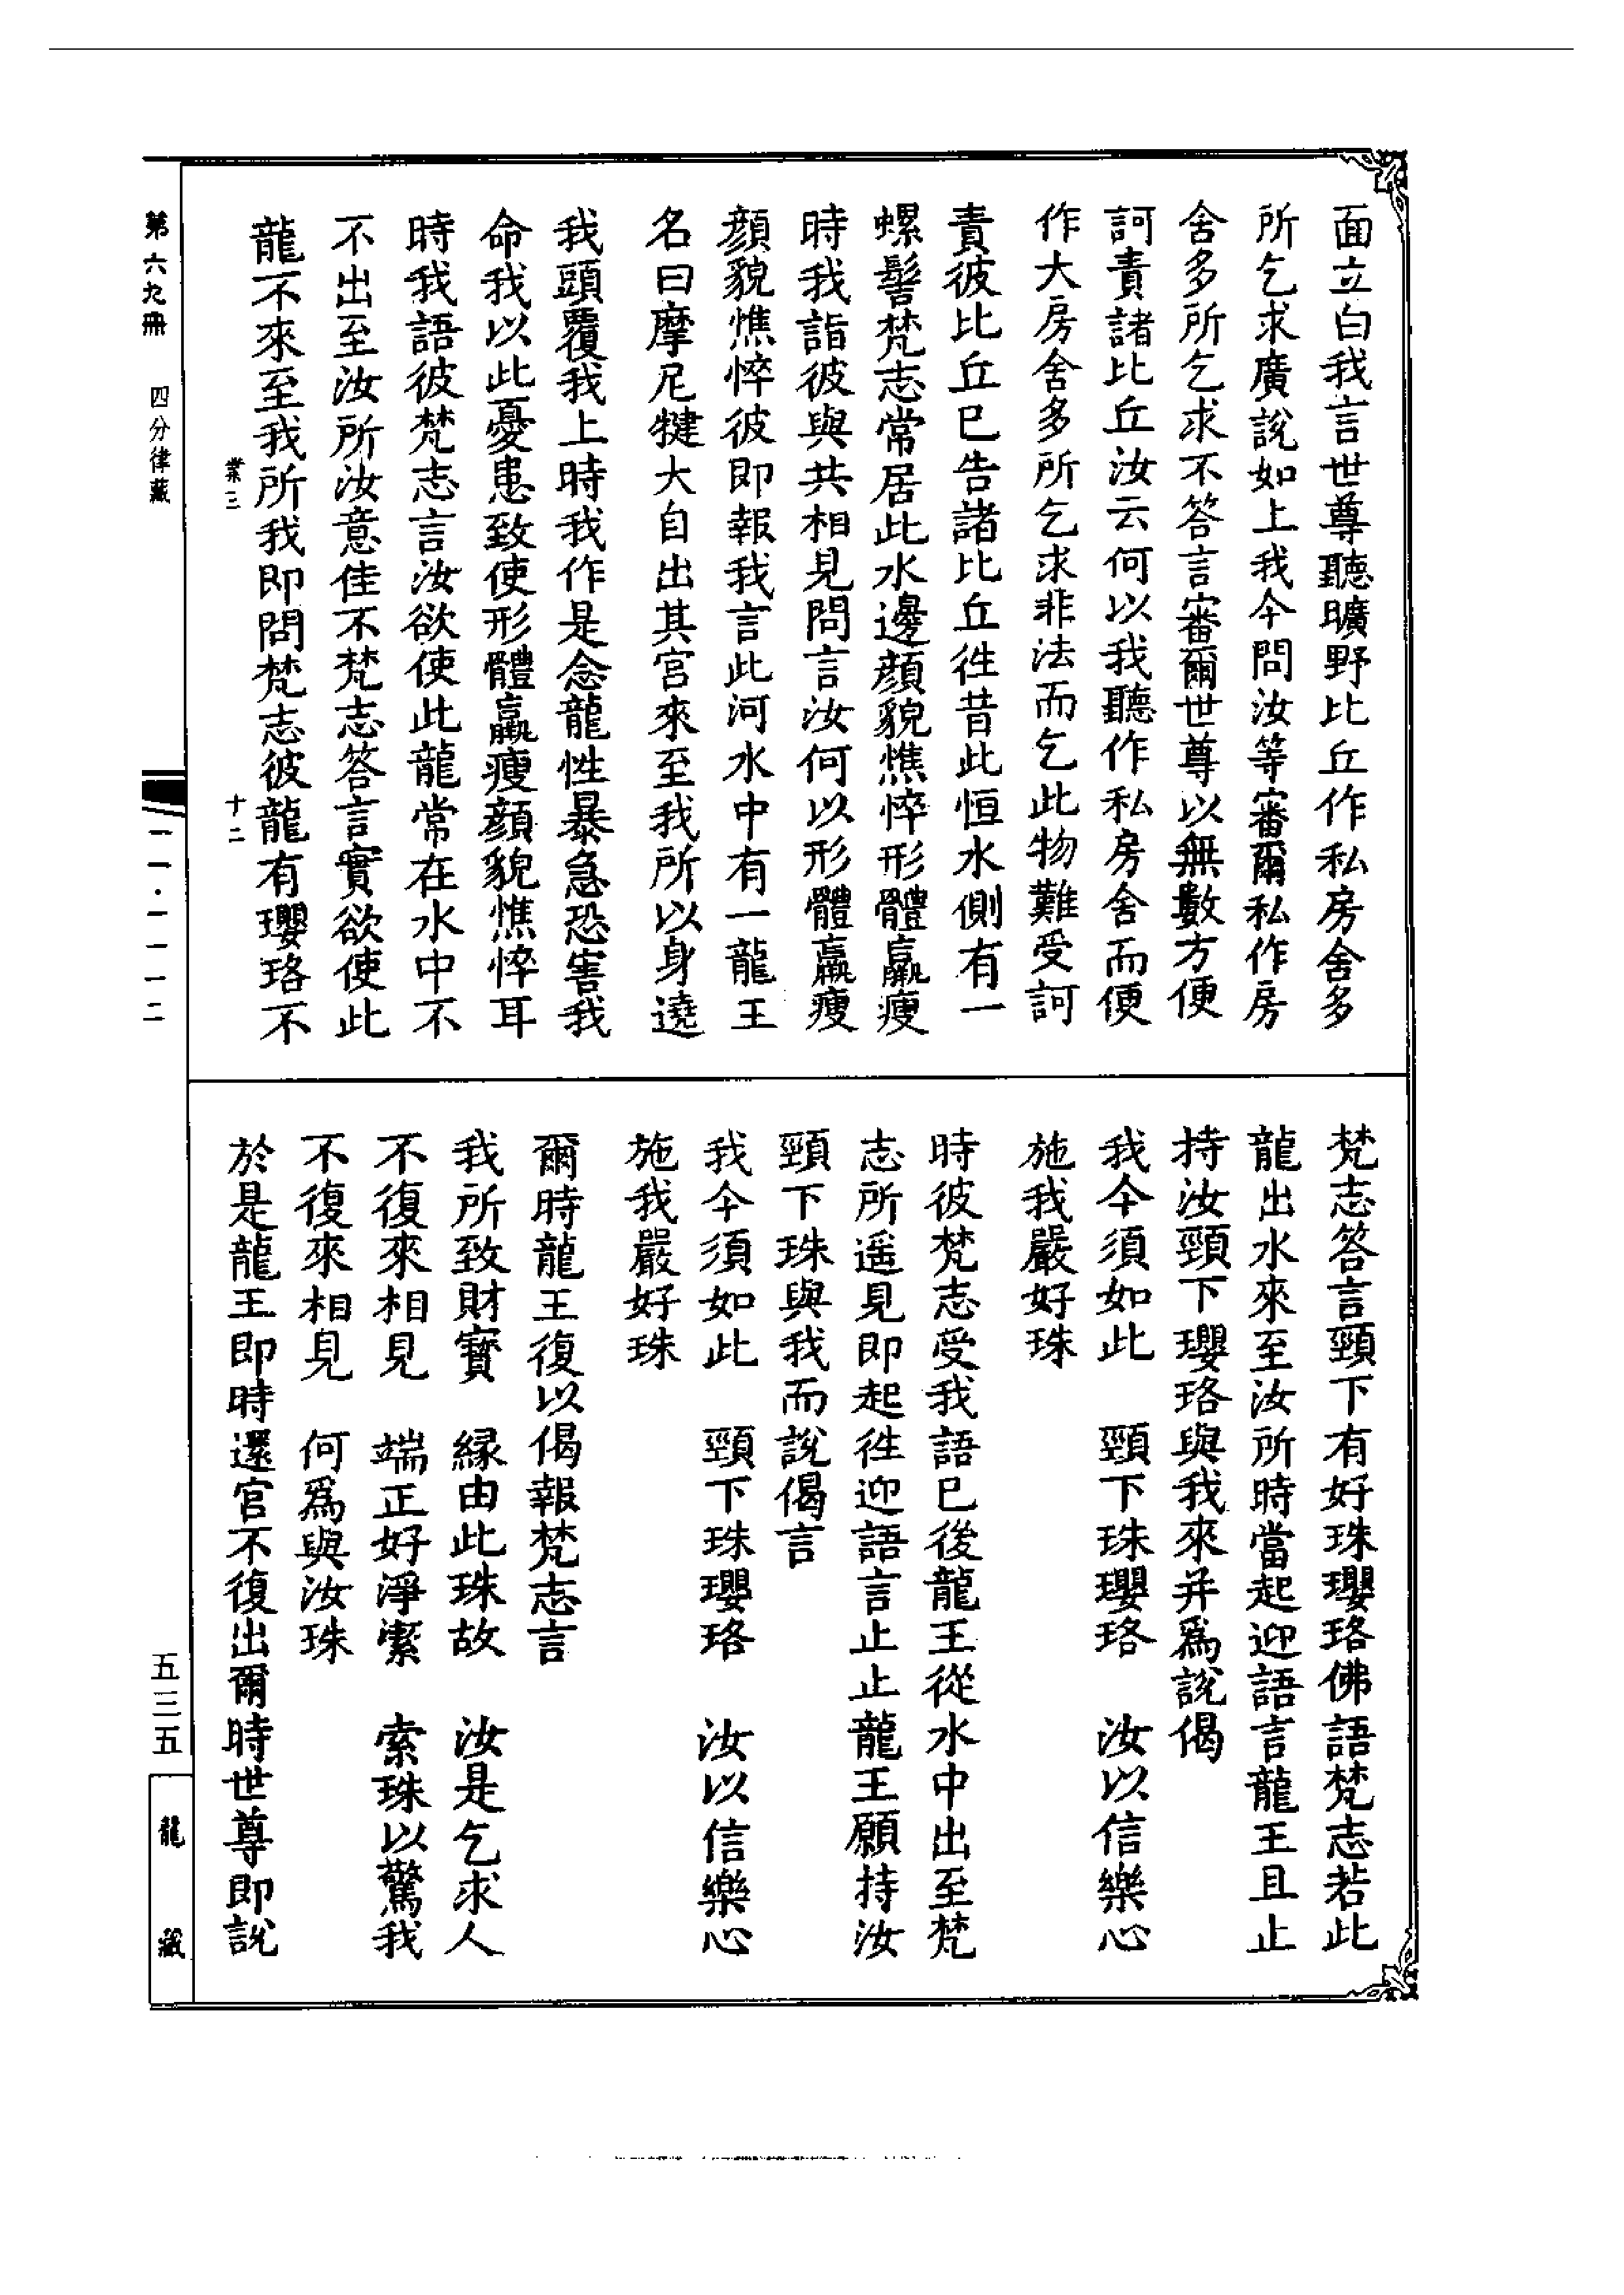 面立白我言世尊聽曠野比丘作私房舍多
所乞求廣說如上我今問汝等審爾私作房
舍多所乞求不答言審爾世尊以無數方便
訶責諸比丘汝云何以我聽作私房舍而便
作大房舍多所乞求非法而乞此物難受訶
責彼比丘已告諸比丘徃昔此恒水側有一
螺髻梵志常居此水邊顏貌憔悴形體羸瘦
時我詣彼與共相見問言汝何以形體羸瘦
顏貌憔悴彼即報我言此河水中有一龍王
名曰摩尼犍大自出其宮來至我所以身遶
我頭覆我上時我作是念龍性暴急恐害我
命我以此憂患致使形體羸瘦顏貌憔悴耳
時我語彼梵志言汝欲使此龍常在水中不
不出至汝所汝意佳不梵志答言實欲使此
龍不來至我所我即問梵志彼龍有瓔珞不
業三
十二
梵志答言頸下有好珠瓔珞佛語梵志若此
龍出水來至汝所時當起迎語言龍王且止
持汝頸下瓔珞與我來并爲說偈
我今須如此 頸下珠瓔珞 汝以信樂心
施我嚴好珠
時彼梵志受我語已後龍王從水中出至梵
志所遥見即起徃迎語言止止龍王願持汝
頸下珠與我而說偈言
我今須如此 頸下珠瓔珞 汝以信樂心
施我嚴好珠
爾時龍王復以偈報梵志言
我所致財寶 緣由此珠故 汝是乞求人
不復來相見 端正好淨潔 索珠以驚我
不復來相見 何爲與汝珠
於是龍王即時還宮不復出爾時世尊即說
第六九冊 四分律藏
一一·一一一二
五三五
龍藏